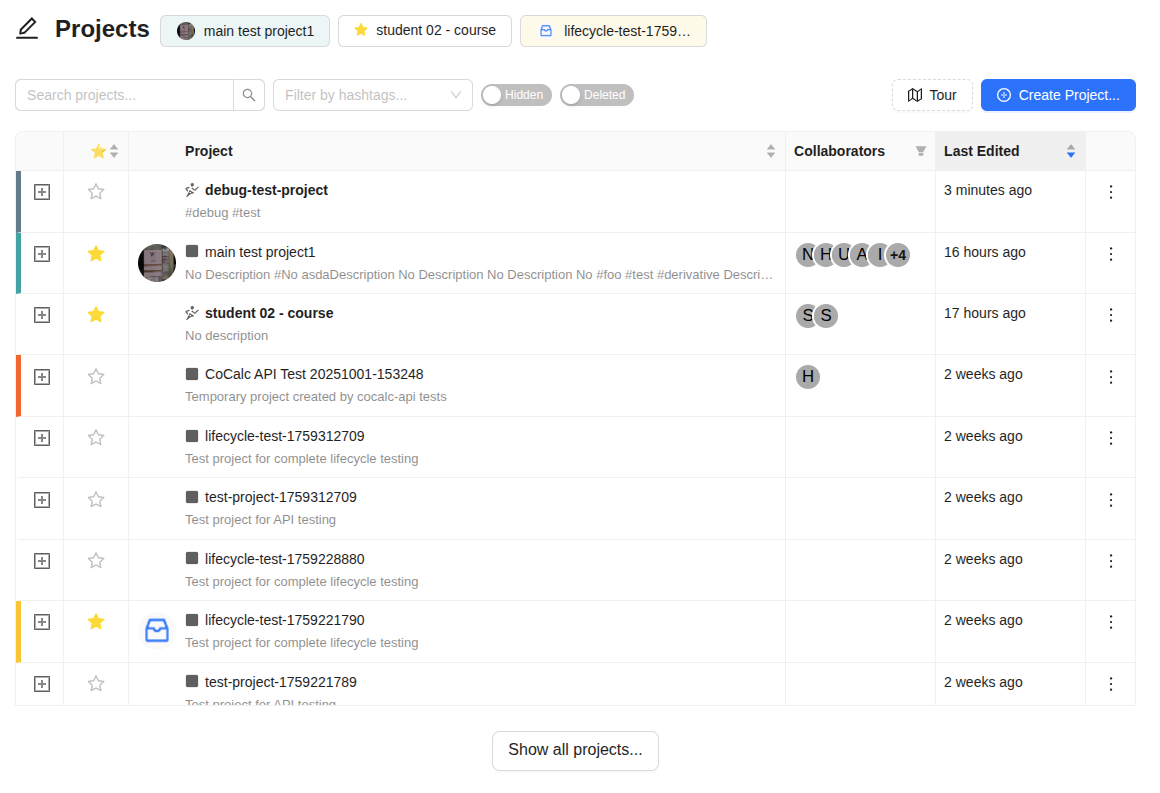 Projects
main test project1
student 02 - course
lifecycle-test-1759…
Search projects...
Filter by hashtags...
Hidden
Deleted
Tour
Create Project...
Project
Collaborators
Last Edited
debug-test-project
3 minutes ago
#debug #test
main test project1
N H U A I +4
16 hours ago
No Description #No asdaDescription No Description No Description No #foo #test #derivative Descri…
student 02 - course
S S
17 hours ago
No description
CoCalc API Test 20251001-153248
H
2 weeks ago
Temporary project created by cocalc-api tests
lifecycle-test-1759312709
2 weeks ago
Test project for complete lifecycle testing
test-project-1759312709
2 weeks ago
Test project for API testing
lifecycle-test-1759228880
2 weeks ago
Test project for complete lifecycle testing
lifecycle-test-1759221790
2 weeks ago
Test project for complete lifecycle testing
test-project-1759221789
2 weeks ago
Test project for API testing
Show all projects...